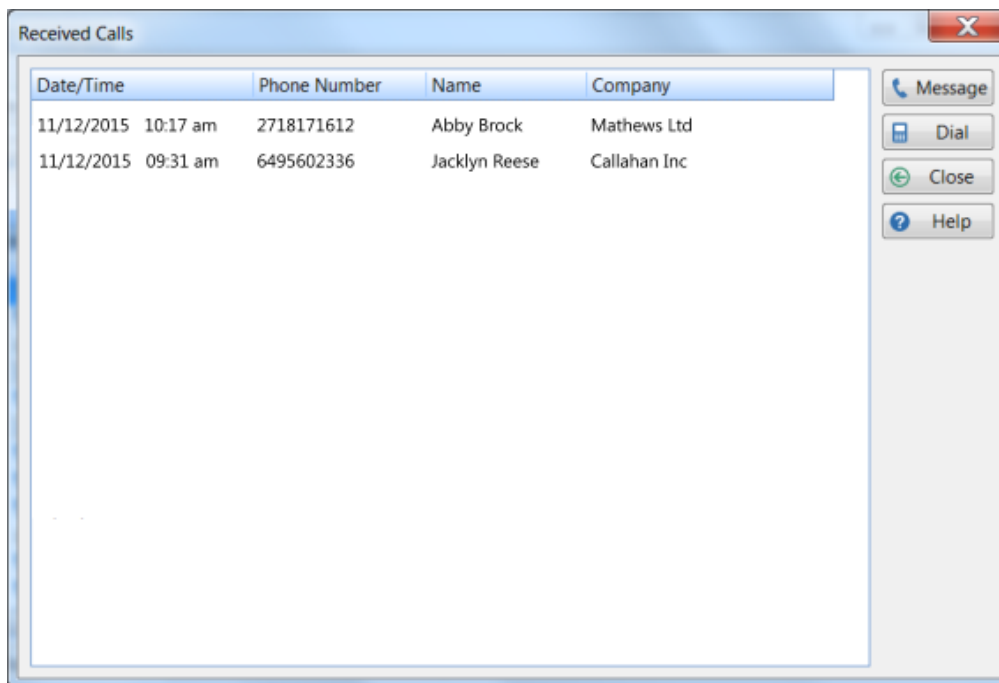 Received Calls
Date/Time Phone Number Name Company
11/12/2015 10:17 am 2718171612 Abby Brock Mathews Ltd
11/12/2015 09:31 am 6495602336 Jacklyn Reese Callahan Inc
Message
Dial
Close
Help